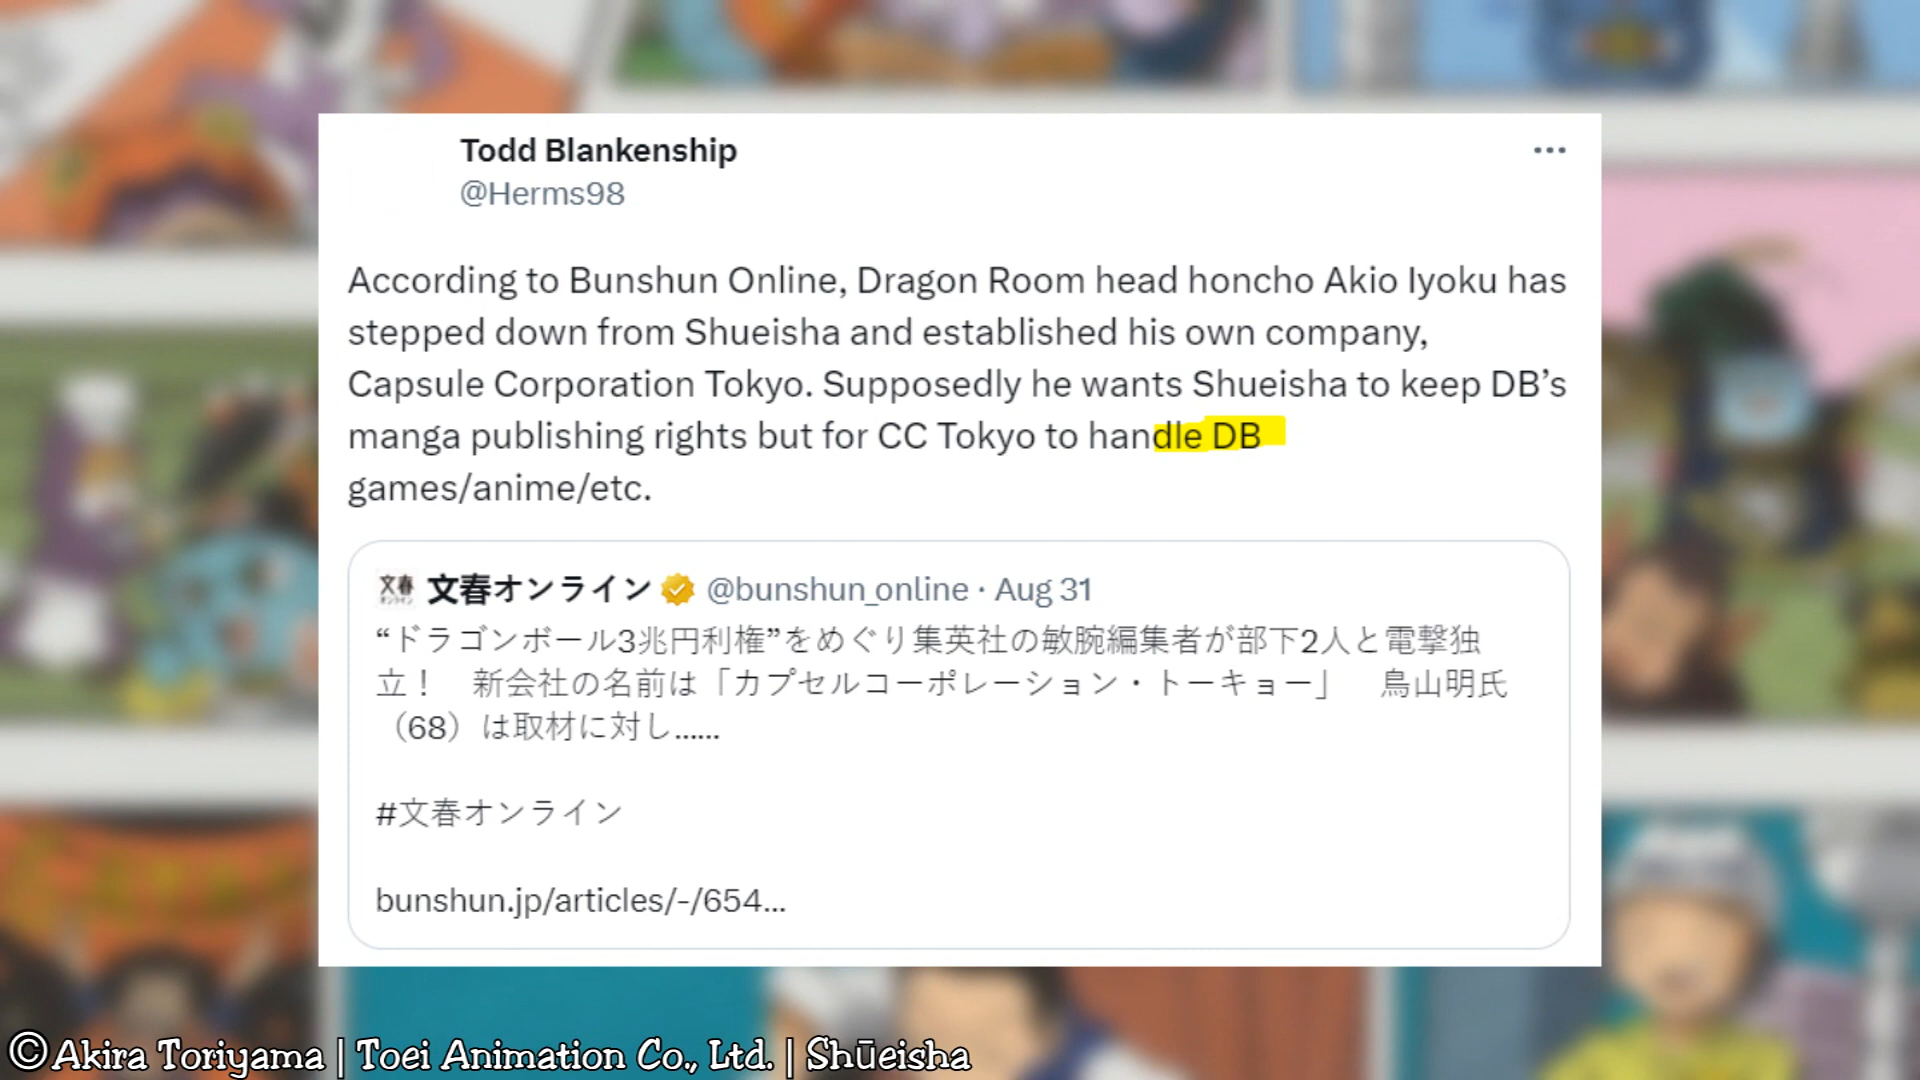 Todd Blankenship
@Herms98
According to Bunshun Online, Dragon Room head honcho Akio Iyoku has
stepped down from Shueisha and established his own company,
Capsule Corporation Tokyo. Supposedly he wants Shueisha to keep DB’s
manga publishing rights but for CC Tokyo to handle DB
games/anime/etc.
文春オンライン @bunshun_online · Aug 31
“ドラゴンボール3兆円利権”をめぐり集英社の敏腕編集者が部下2人と電撃独
立！　新会社の名前は「カプセルコーポレーション・トーキョー」　鳥山明氏
（68）は取材に対し……
#文春オンライン
bunshun.jp/articles/-/654...
©Akira Toriyama | Toei Animation Co., Ltd. | Shūeisha